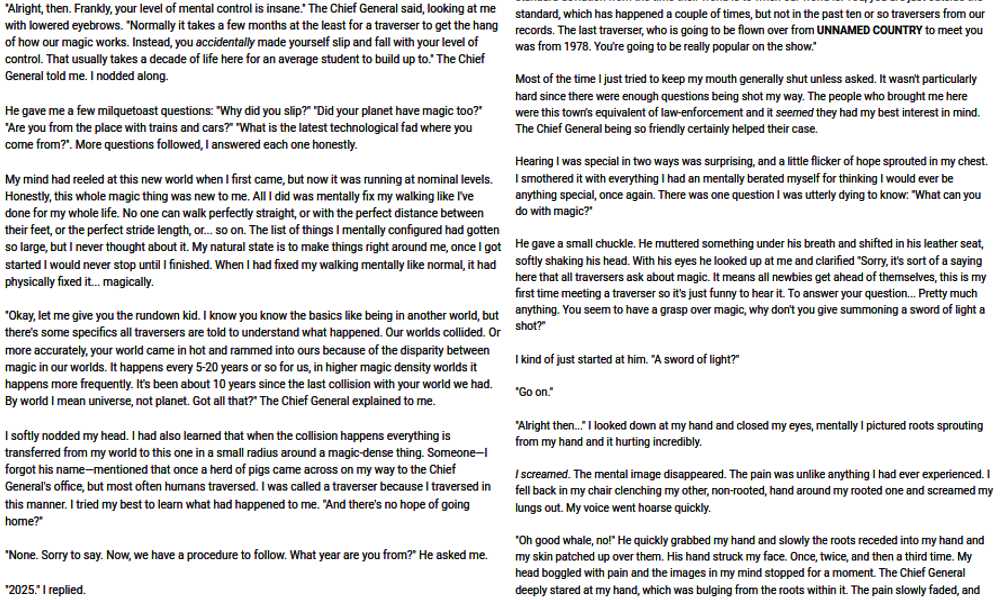 "Alright, then. Frankly, your level of mental control is insane." The Chief General said, looking at me
with lowered eyebrows. "Normally it takes a few months at the least for a traverser to get the hang
of how our magic works. Instead, you accidentally made yourself slip and fall with your level of
control. That usually takes a decade of life here for an average student to build up to." The Chief
General told me. I nodded along.
He gave me a few milquetoast questions: "Why did you slip?" "Did your planet have magic too?"
"Are you from the place with trains and cars?" "What is the latest technological fad where you
come from?". More questions followed, I answered each one honestly.
My mind had reeled at this new world when I first came, but now it was running at nominal levels.
Honestly, this whole magic thing was new to me. All I did was mentally fix my walking like I've
done for my whole life. No one can walk perfectly straight, or with the perfect distance between
their feet, or the perfect stride length, or... so on. The list of things I mentally configured had gotten
so large, but I never thought about it. My natural state is to make things right around me, once I got
started I would never stop until I finished. When I had fixed my walking mentally like normal, it had
physically fixed it... magically.
"Okay, let me give you the rundown kid. I know you know the basics like being in another world, but
there's some specifics all traversers are told to understand what happened. Our worlds collided. Or
more accurately, your world came in hot and rammed into ours because of the disparity between
magic in our worlds. It happens every 5-20 years or so for us, in higher magic density worlds it
happens more frequently. It's been about 10 years since the last collision with your world we had.
By world I mean universe, not planet. Got all that?" The Chief General explained to me.
I softly nodded my head. I had also learned that when the collision happens everything is
transferred from my world to this one in a small radius around a magic-dense thing. Someone—I
forgot his name—mentioned that once a herd of pigs came across on my way to the Chief
General's office, but most often humans traversed. I was called a traverser because I traversed in
this manner. I tried my best to learn what had happened to me. "And there's no hope of going
home?"
"None. Sorry to say. Now, we have a procedure to follow. What year are you from?" He asked me.
"2025." I replied.
standard, which has happened a couple of times, but not in the past ten or so traversers from our
records. The last traverser, who is going to be flown over from UNNAMED COUNTRY to meet you
was from 1978. You're going to be really popular on the show."
Most of the time I just tried to keep my mouth generally shut unless asked. It wasn't particularly
hard since there were enough questions being shot my way. The people who brought me here
were this town's equivalent of law-enforcement and it seemed they had my best interest in mind.
The Chief General being so friendly certainly helped their case.
Hearing I was special in two ways was surprising, and a little flicker of hope sprouted in my chest.
I smothered it with everything I had an mentally berated myself for thinking I would ever be
anything special, once again. There was one question I was utterly dying to know: "What can you
do with magic?"
He gave a small chuckle. He muttered something under his breath and shifted in his leather seat,
softly shaking his head. With his eyes he looked up at me and clarified "Sorry, it's sort of a saying
here that all traversers ask about magic. It means all newbies get ahead of themselves, this is my
first time meeting a traverser so it's just funny to hear it. To answer your question... Pretty much
anything. You seem to have a grasp over magic, why don't you give summoning a sword of light a
shot?"
I kind of just started at him. "A sword of light?"
"Go on."
"Alright then..." I looked down at my hand and closed my eyes, mentally I pictured roots sprouting
from my hand and it hurting incredibly.
I screamed. The mental image disappeared. The pain was unlike anything I had ever experienced. I
fell back in my chair clenching my other, non-rooted, hand around my rooted one and screamed my
lungs out. My voice went hoarse quickly.
"Oh good whale, no!" He quickly grabbed my hand and slowly the roots receded into my hand and
my skin patched up over them. His hand struck my face. Once, twice, and then a third time. My
head boggled with pain and the images in my mind stopped for a moment. The Chief General
deeply stared at my hand, which was bulging from the roots within it. The pain slowly faded, and